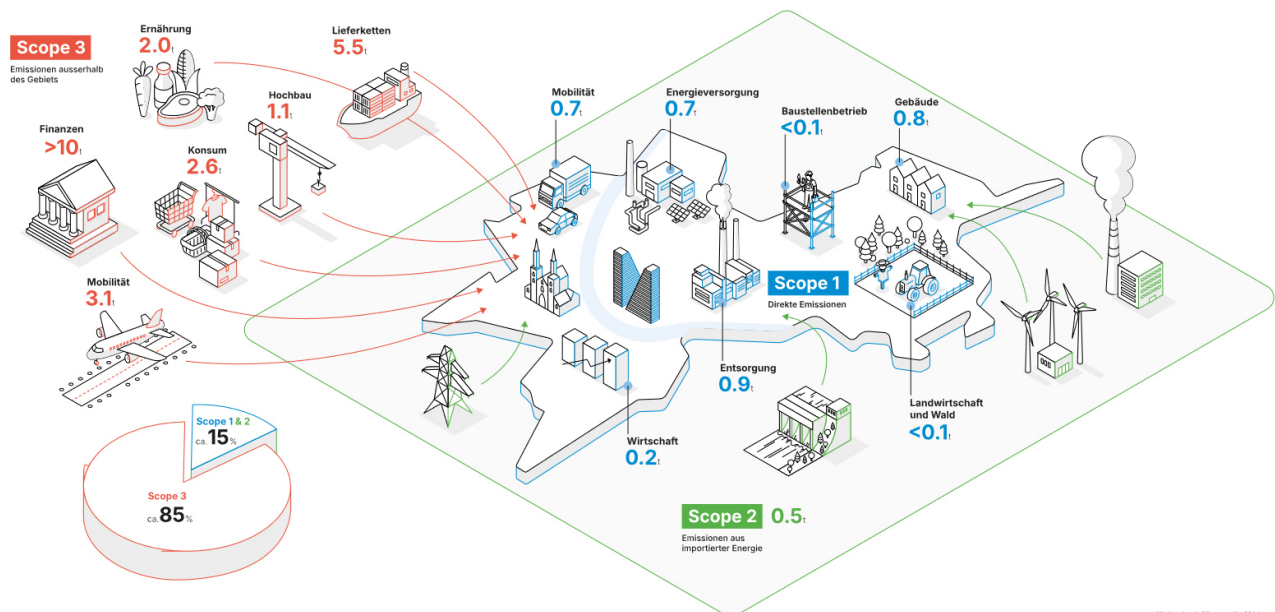 Scope 3
Emissionen ausserhalb
des Gebiets
Ernährung
2.0t
Lieferketten
5.5t
Hochbau
1.1t
Finanzen
>10t
Konsum
2.6t
Mobilität
3.1t
Mobilität
0.7t
Energieversorgung
0.7t
Baustellenbetrieb
<0.1t
Gebäude
0.8t
Scope 1
Direkte Emissionen
Entsorgung
0.9t
Landwirtschaft
und Wald
<0.1t
Wirtschaft
0.2t
Scope 2 0.5t
Emissionen aus
importierter Energie
Scope 1 & 2
ca. 15%
Scope 3
ca. 85%